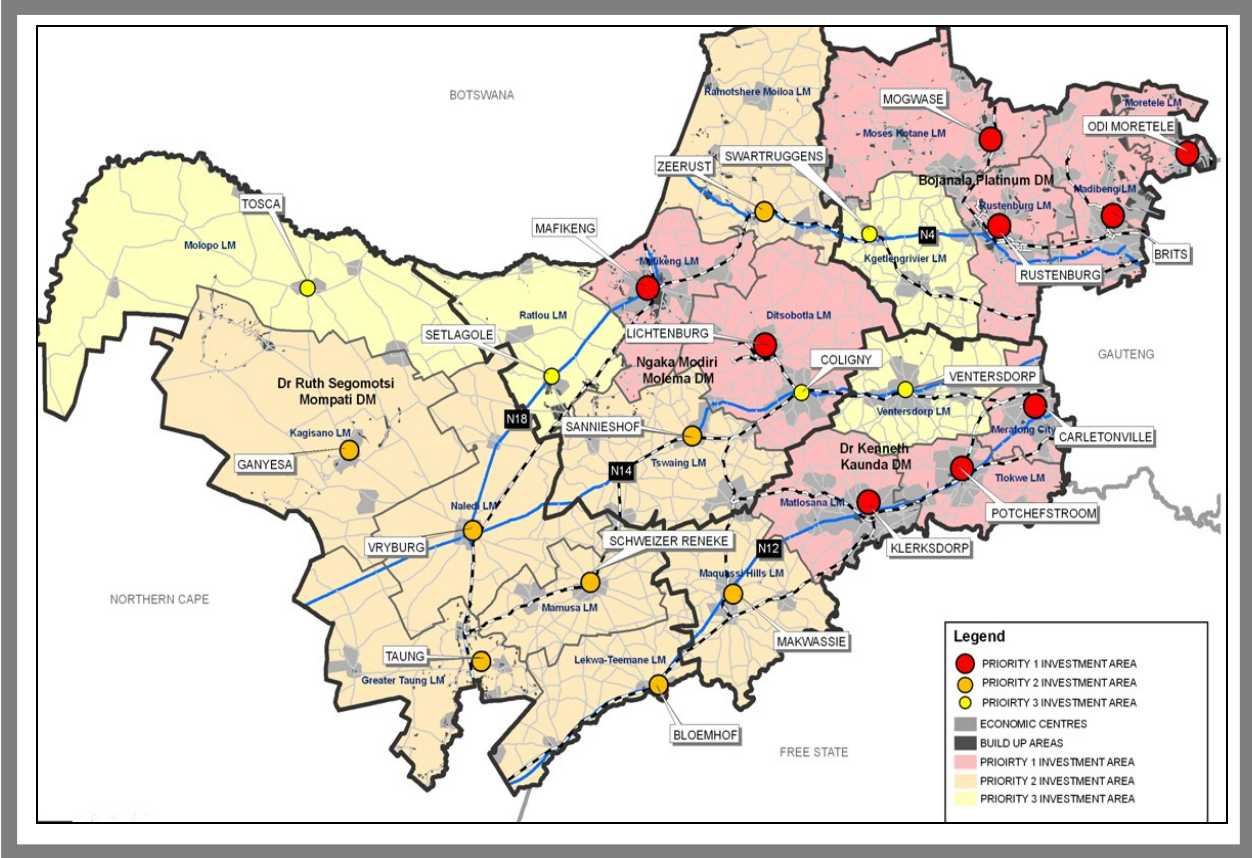 BOTSWANA
Ramotshere Moiloa LM
MOGWASE
Moretele LM
ODI MORETELE
Moses Kotane LM
SWARTRUGGENS
ZEERUST
Bojanala Platinum DM
Madibeng LM
TOSCA
Rustenburg LM
MAFIKENG
N4
Molopo LM
Mafikeng LM
Kgetlengrivier LM
BRITS
RUSTENBURG
Ratlou LM
Ditsobotla LM
SETLAGOLE
LICHTENBURG
COLIGNY
GAUTENG
Ngaka Modiri
Molema DM
VENTERSDORP
Dr Ruth Segomotsi
Mompati DM
Ventersdorp LM
N18
SANNIESHOF
Merafong City
CARLETONVILLE
Kagisano LM
GANYESA
Dr Kenneth
Kaunda DM
Tswaing LM
N14
Tlokwe LM
Naledi LM
Matlosana LM
POTCHEFSTROOM
VRYBURG
SCHWEIZER RENEKE
N12
KLERKSDORP
Maquassi Hills LM
NORTHERN CAPE
Mamusa LM
MAKWASSIE
TAUNG
Lekwa-Teemane LM
Greater Taung LM
BLOEMHOF
FREE STATE
Legend
PRIORITY 1 INVESTMENT AREA
PRIORITY 2 INVESTMENT AREA
PRIOIRTY 3 INVESTMENT AREA
ECONOMIC CENTRES
BUILD UP AREAS
PRIOIRTY 1 INVESTMENT AREA
PRIORITY 2 INVESTMENT AREA
PRIORITY 3 INVESTMENT AREA